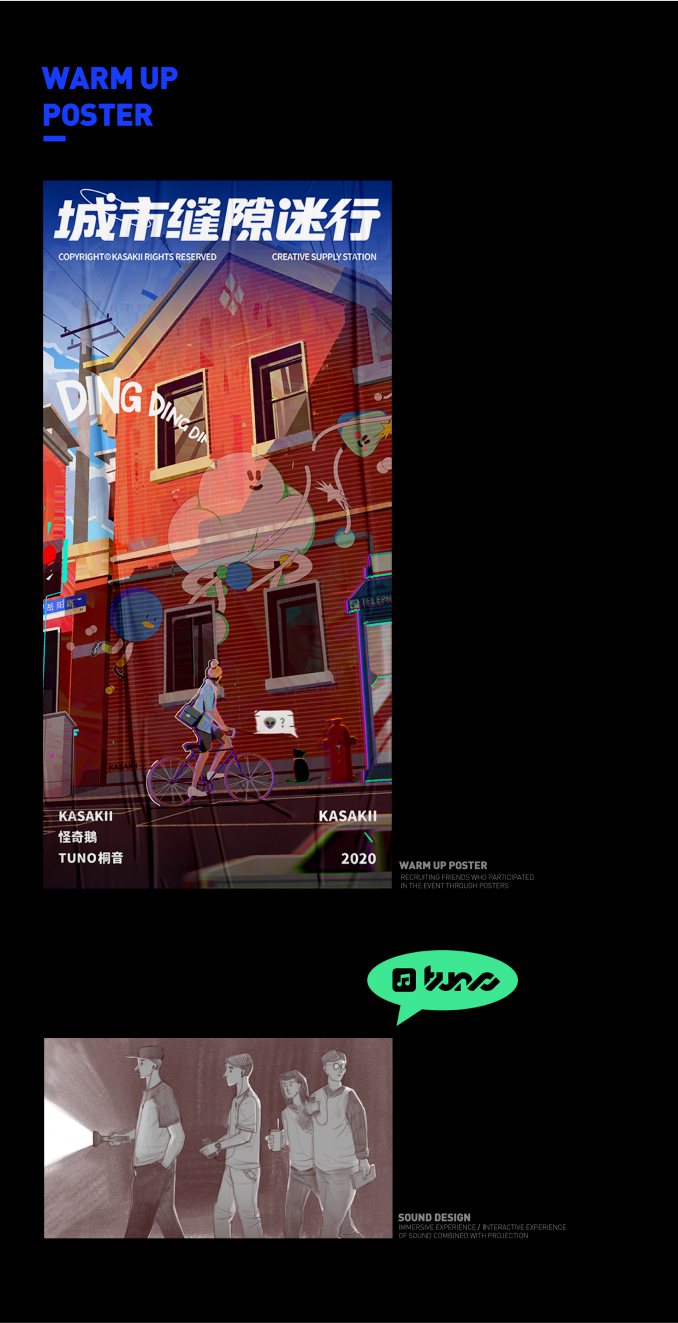 WARM UP
POSTER
城市缝隙迷行
COPYRIGHT©KASAKII RIGHTS RESERVED
CREATIVE SUPPLY STATION
DING DING DIN
岳阳路
TELEPH
?
KASAKII
KASAKII
怪奇鹅
TUNO桐音
KASAKII
2020
WARM UP POSTER
RECRUITING FRIENDS WHO PARTICIPATED
IN THE EVENT THROUGH POSTERS
tuno
SOUND DESIGN
IMMERSIVE EXPERIENCE / INTERACTIVE EXPERIENCE
OF SOUND COMBINED WITH PROJECTION